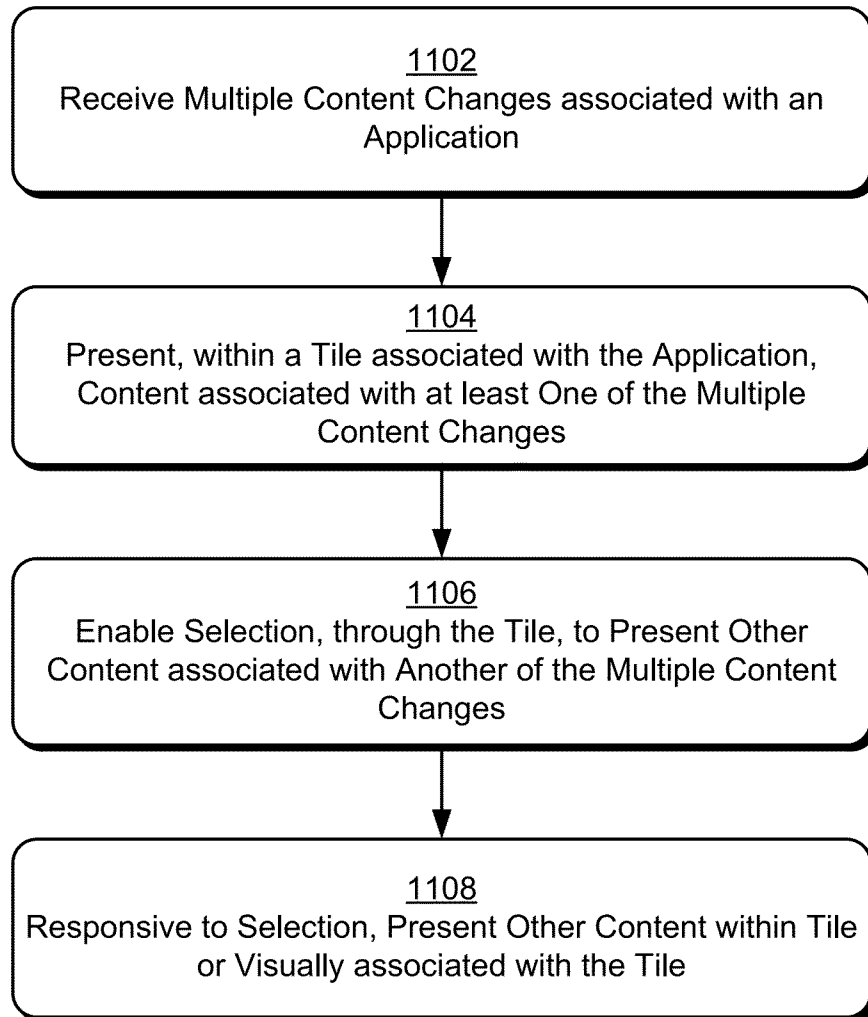 1102
Receive Multiple Content Changes associated with an
Application
1104
Present, within a Tile associated with the Application,
Content associated with at least One of the Multiple
Content Changes
1106
Enable Selection, through the Tile, to Present Other
Content associated with Another of the Multiple Content
Changes
1108
Responsive to Selection, Present Other Content within Tile
or Visually associated with the Tile